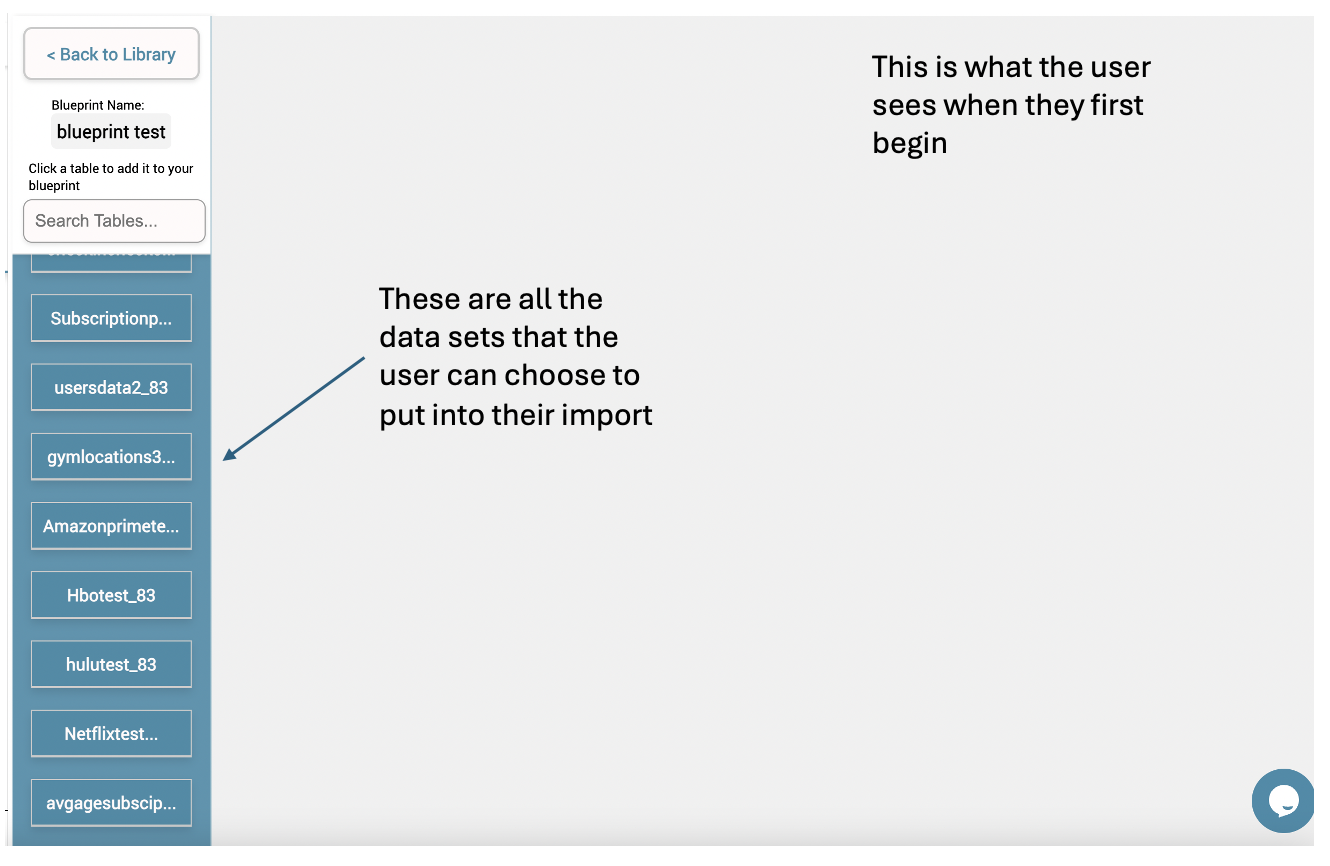 < Back to Library
Blueprint Name:
blueprint test
Click a table to add it to your
blueprint
Search Tables...
Subscriptionp...
usersdata2_83
gymlocations3...
Amazonprimete...
Hbotest_83
hulutest_83
Netflixtest...
avgagesubscip...
These are all the
data sets that the
user can choose to
put into their import
This is what the user
sees when they first
begin